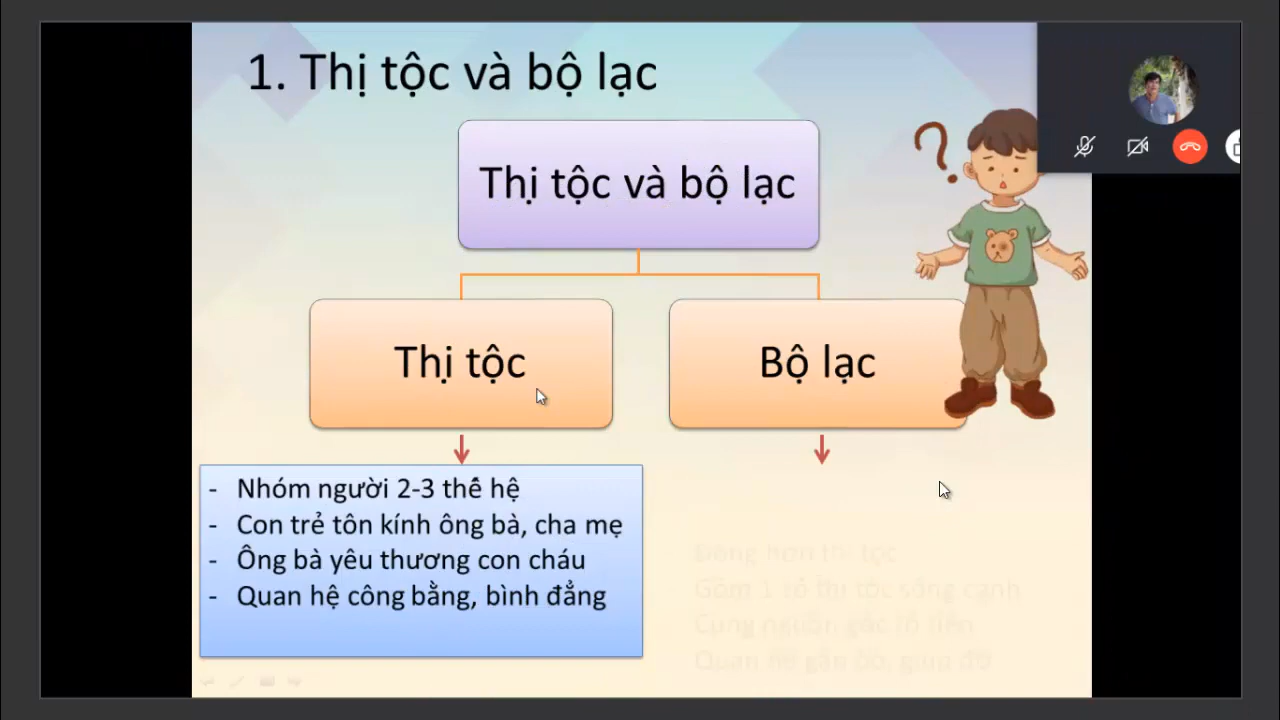 1. Thị tộc và bộ lạc
Thị tộc và bộ lạc
Thị tộc
Bộ lạc
- Nhóm người 2-3 thế hệ
- Con trẻ tôn kính ông bà, cha mẹ
- Ông bà yêu thương con cháu
- Quan hệ công bằng, bình đẳng
Đông hơn thị tộc
Gồm 1 số thị tộc sống cạnh
Cùng nguồn gốc tổ tiên
Quan hệ gắn bó, giúp đỡ